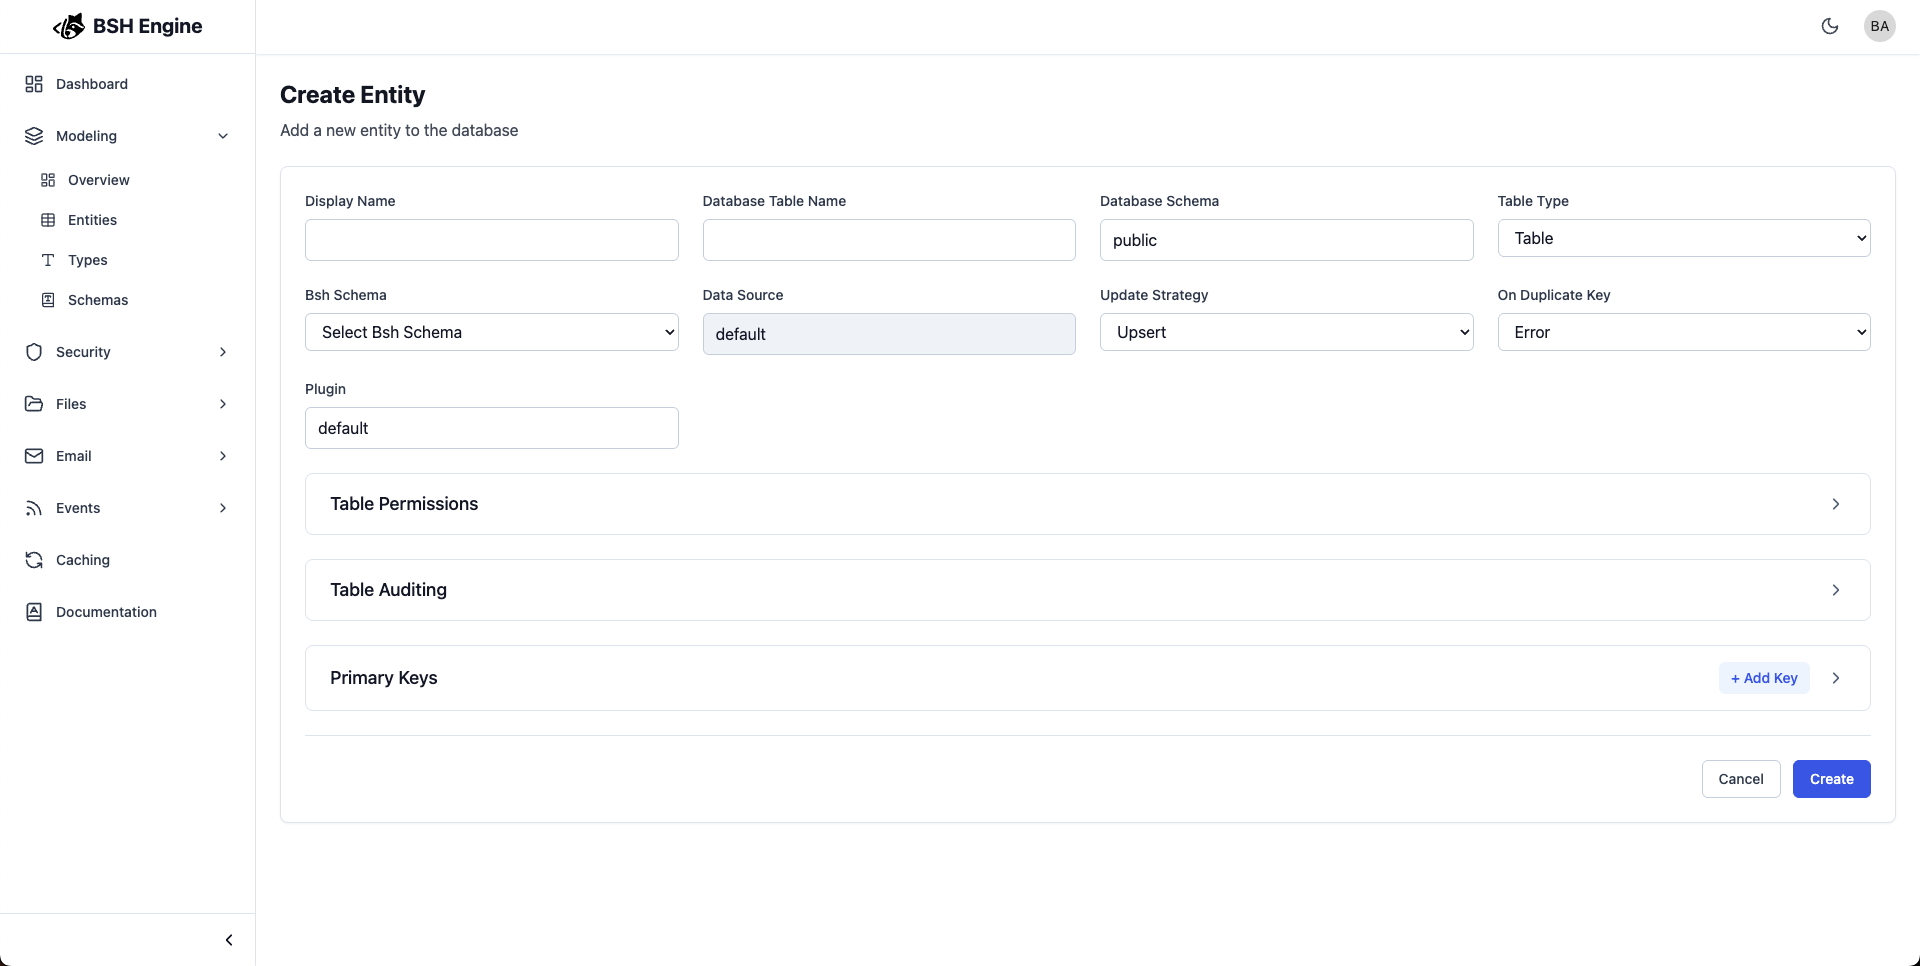 BSH Engine
BA
Dashboard
Modeling
Overview
Entities
Types
Schemas
Security
Files
Email
Events
Caching
Documentation
Create Entity
Add a new entity to the database
Display Name
Database Table Name
Database Schema
Table Type
public
Table
Bsh Schema
Data Source
Update Strategy
On Duplicate Key
Select Bsh Schema
default
Upsert
Error
Plugin
default
Table Permissions
Table Auditing
Primary Keys
+ Add Key
Cancel
Create